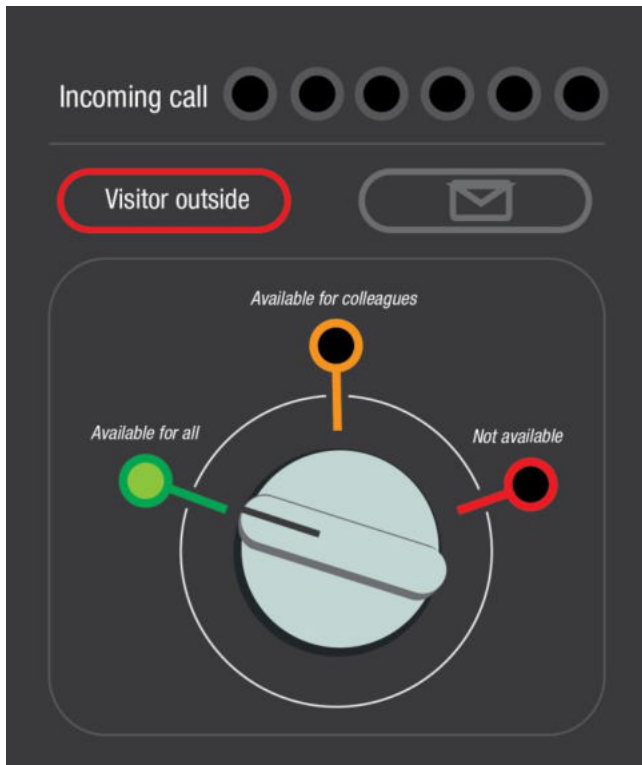 Incoming call
Visitor outside
Available for colleagues
Available for all
Not available